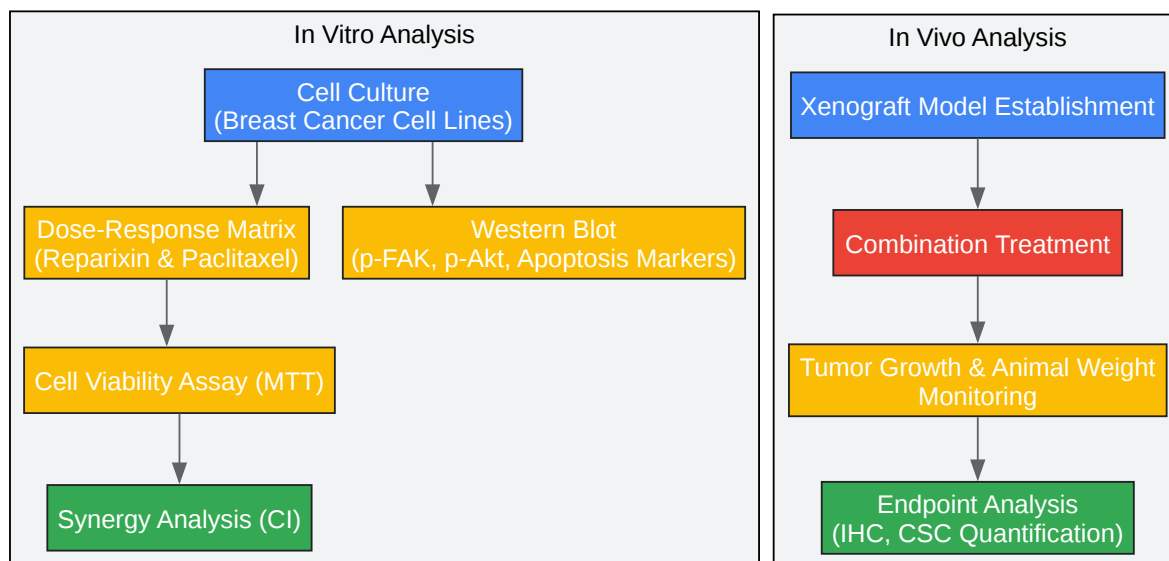 In Vitro Analysis
Cell Culture
(Breast Cancer Cell Lines)
Dose-Response Matrix
(Reparixin & Paclitaxel)
Western Blot
(p-FAK, p-Akt, Apoptosis Markers)
Cell Viability Assay (MTT)
Synergy Analysis (CI)
In Vivo Analysis
Xenograft Model Establishment
Combination Treatment
Tumor Growth & Animal Weight
Monitoring
Endpoint Analysis
(IHC, CSC Quantification)